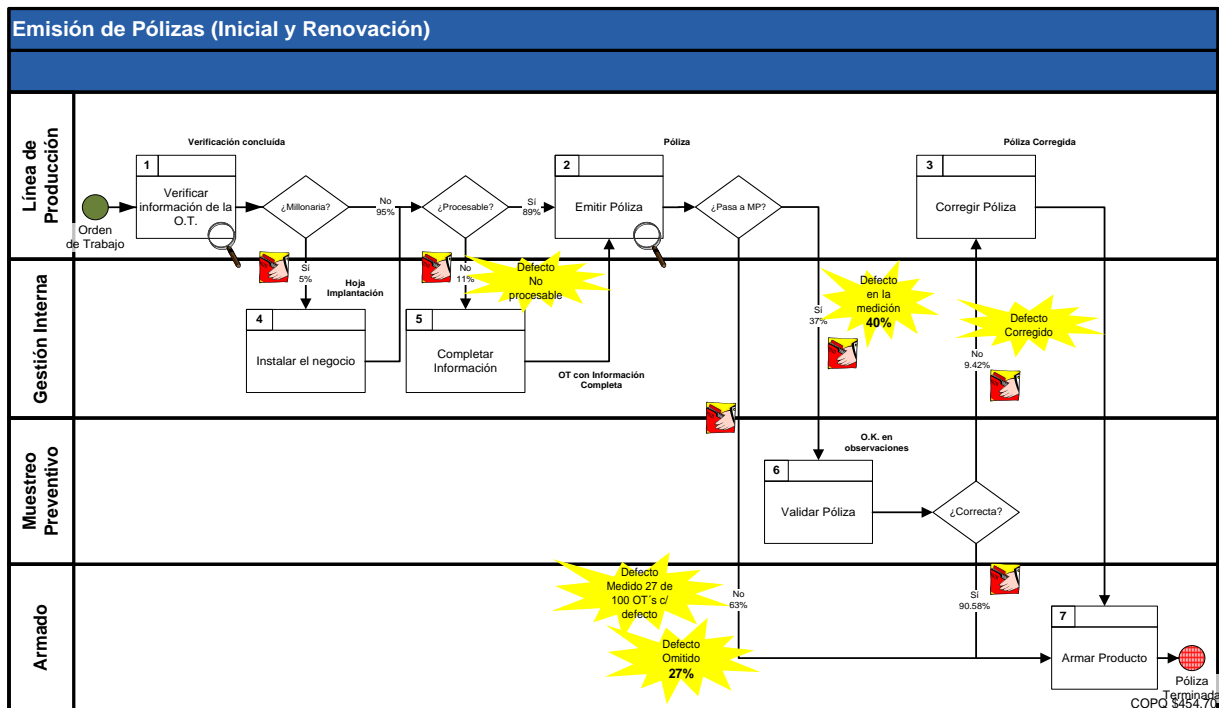 Emisión de Pólizas (Inicial y Renovación)
Línea de
Producción
Orden
de Trabajo
Verificación concluída
1
Verificar
información de la
O.T.
¿Millonaria?
No
95%
Sí
5%
¿Procesable?
Sí
89%
No
11%
Póliza
2
Emitir Póliza
¿Pasa a MP?
Póliza Corregida
3
Corregir Póliza
Gestión Interna
Hoja
Implantación
4
Instalar el negocio
5
Completar
Información
OT con Información
Completa
Defecto
No
procesable
Sí
37%
Defecto
en la
medición
40%
Defecto
Corregido
No
9.42%
Muestreo
Preventivo
O.K. en
observaciones
6
Validar Póliza
¿Correcta?
Armado
Defecto
Medido 27 de
100 OT´s c/
defecto
No
63%
Defecto
Omitido
27%
Sí
90.58%
7
Armar Producto
Póliza
Terminada
COPQ $454.70